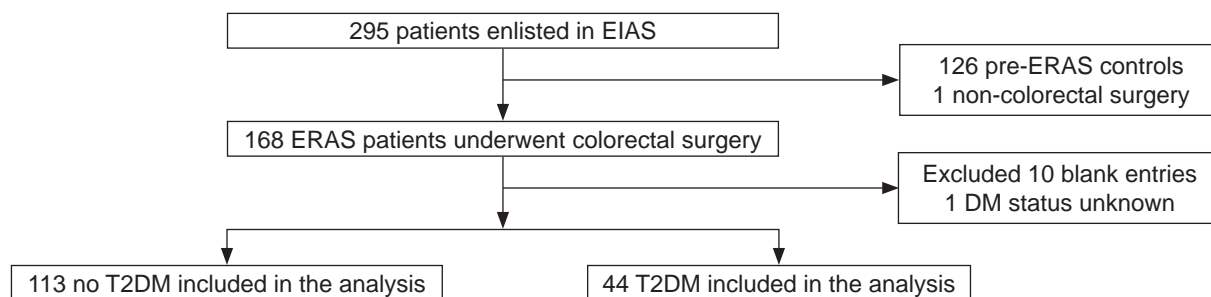 295 patients enlisted in EIAS
126 pre-ERAS controls
1 non-colorectal surgery
168 ERAS patients underwent colorectal surgery
Excluded 10 blank entries
1 DM status unknown
113 no T2DM included in the analysis
44 T2DM included in the analysis